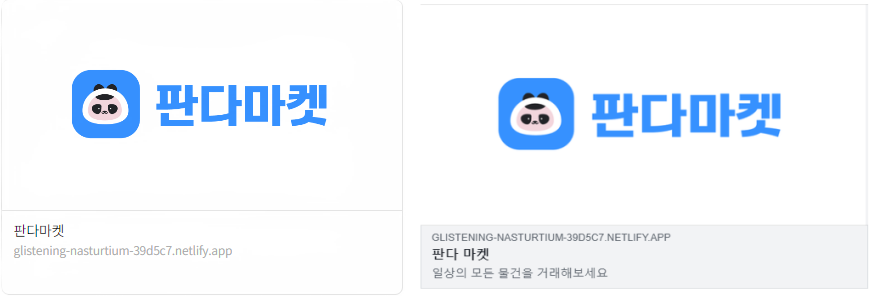 판다마켓
판다마켓
glistening-nasturtium-39d5c7.netlify.app
판다마켓
GLISTENING-NASTURTIUM-39D5C7.NETLIFY.APP
판다 마켓
일상의 모든 물건을 거래해보세요